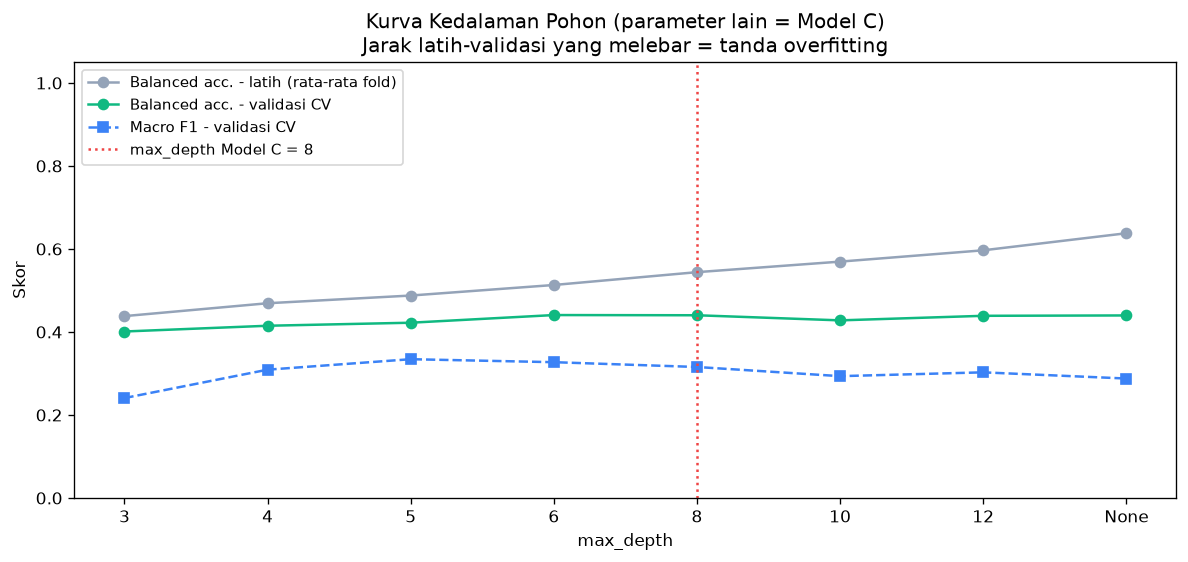 Kurva Kedalaman Pohon (parameter lain = Model C)
Jarak latih-validasi yang melebar = tanda overfitting
Balanced acc. - latih (rata-rata fold)
Balanced acc. - validasi CV
Macro F1 - validasi CV
max_depth Model C = 8
1.0
0.8
0.6
0.4
0.2
0.0
Skor
3 4 5 6 8 10 12 None
max_depth